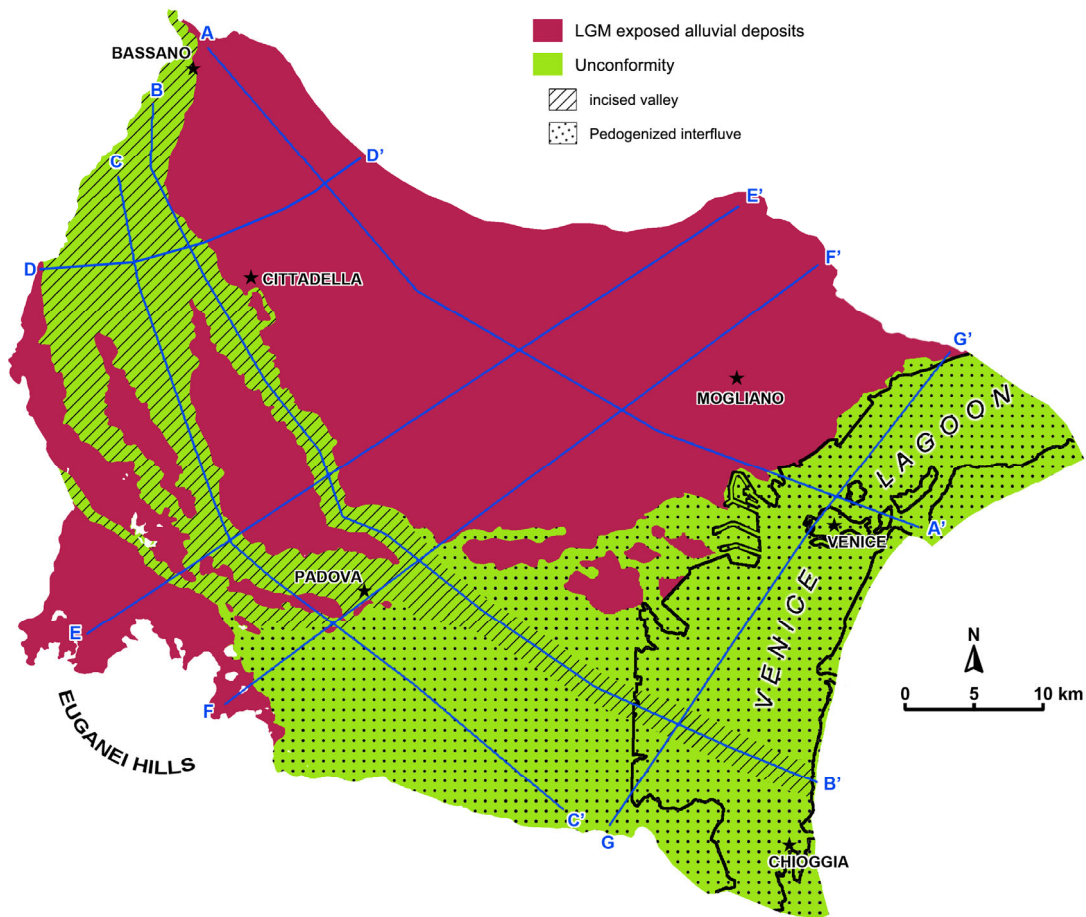 LGM exposed alluvial deposits
Unconformity
incised valley
Pedogenized interfluve
A
BASSANO
B
C
D'
E'
F'
D
CITTADELLA
G'
MOGLIANO
VENICE LAGOON
A'
VENICE
PADOVA
E
F
EUGANEI HILLS
N
0 5 10 km
B'
C'
G
CHIOGGIA